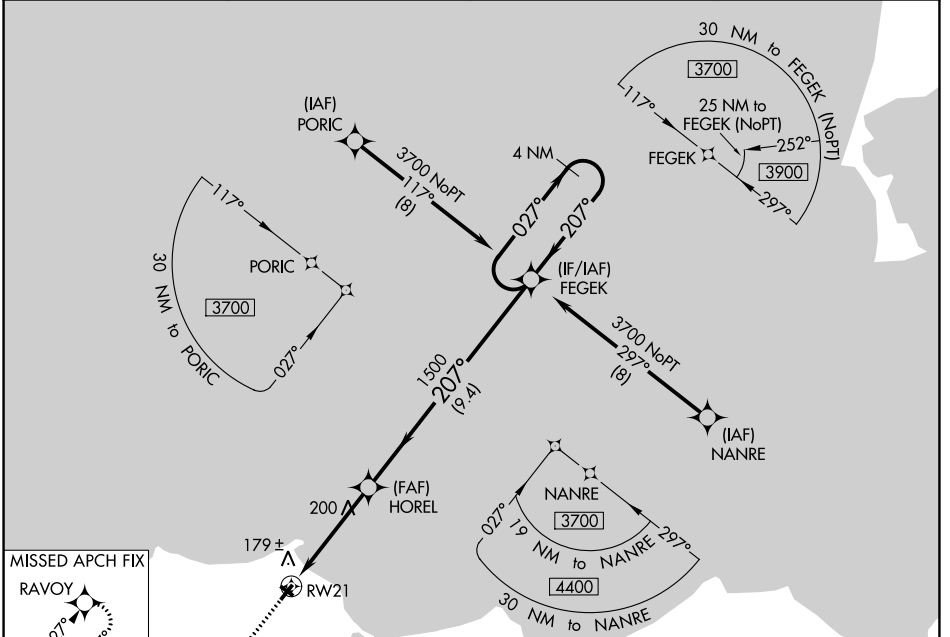 (IAF)
PORIC
3700 NoPT
117°
(8)
4 NM
027°
207°
(IF/IAF)
FEGEK
30 NM to FEGEK (NoPT)
3700
117°
25 NM to
FEGEK (NoPT)
252°
FEGEK
3900
297°
117°
PORIC
3700
30 NM to PORIC
027°
3700 NoPT
297°
(8)
(IAF)
NANRE
1500
207°
(9.4)
(FAF)
HOREL
200
179 ±
RW21
NANRE
3700
027°
297°
19 NM to NANRE
4400
30 NM to NANRE
MISSED APCH FIX
RAVOY